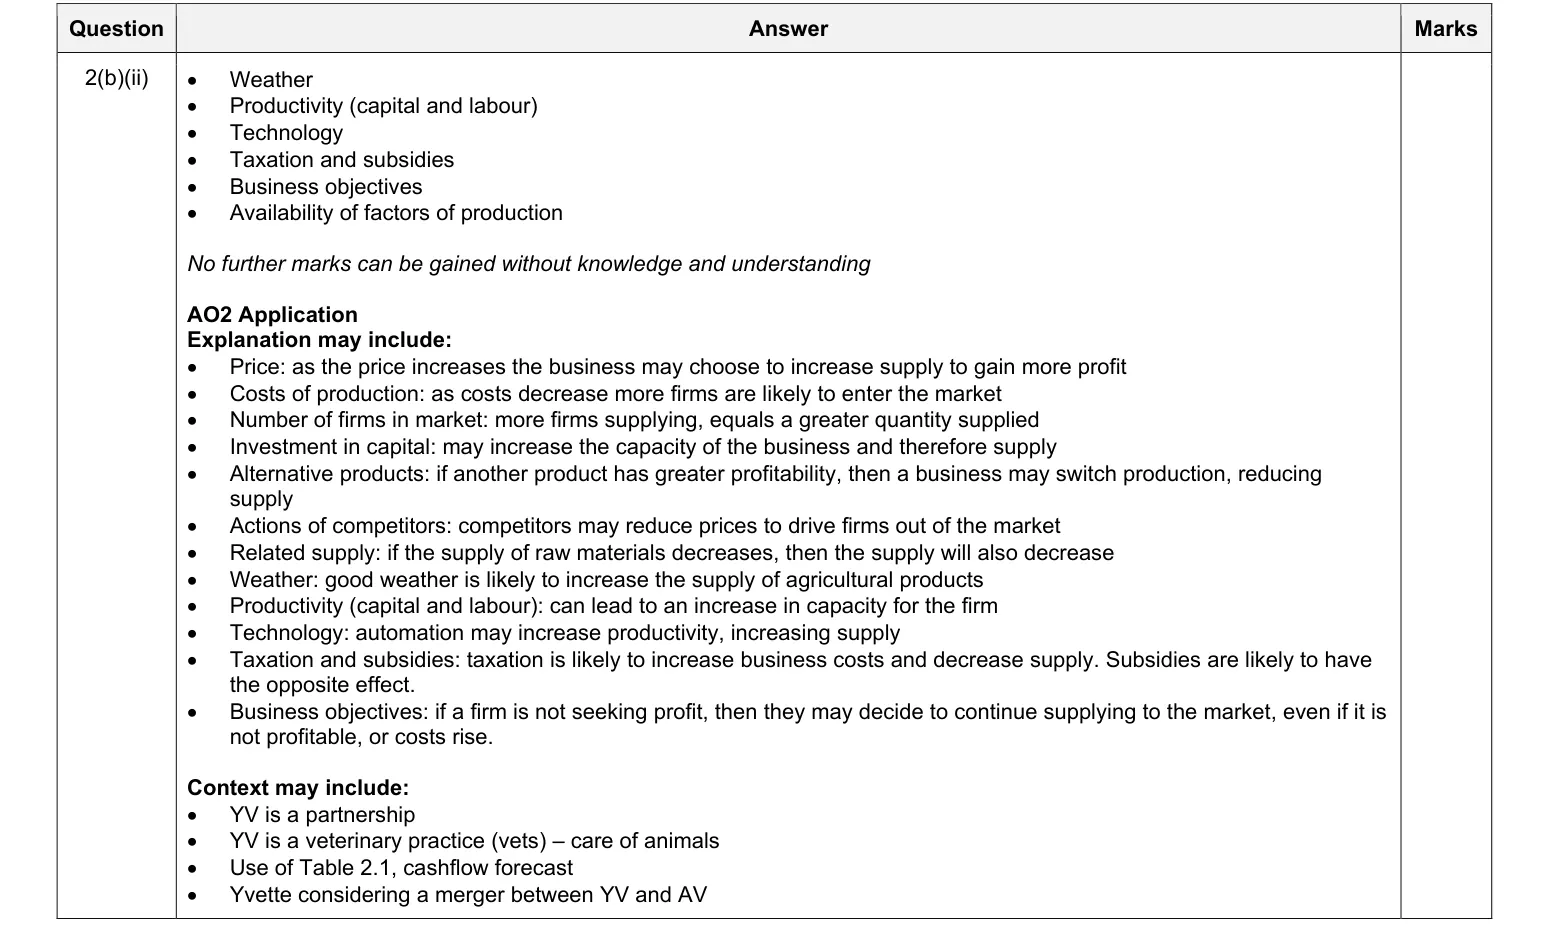 Question Answer Marks
2(b)(ii)
• Weather
• Productivity (capital and labour)
• Technology
• Taxation and subsidies
• Business objectives
• Availability of factors of production
No further marks can be gained without knowledge and understanding
AO2 Application
Explanation may include:
• Price: as the price increases the business may choose to increase supply to gain more profit
• Costs of production: as costs decrease more firms are likely to enter the market
• Number of firms in market: more firms supplying, equals a greater quantity supplied
• Investment in capital: may increase the capacity of the business and therefore supply
• Alternative products: if another product has greater profitability, then a business may switch production, reducing
supply
• Actions of competitors: competitors may reduce prices to drive firms out of the market
• Related supply: if the supply of raw materials decreases, then the supply will also decrease
• Weather: good weather is likely to increase the supply of agricultural products
• Productivity (capital and labour): can lead to an increase in capacity for the firm
• Technology: automation may increase productivity, increasing supply
• Taxation and subsidies: taxation is likely to increase business costs and decrease supply. Subsidies are likely to have
the opposite effect.
• Business objectives: if a firm is not seeking profit, then they may decide to continue supplying to the market, even if it is
not profitable, or costs rise.
Context may include:
• YV is a partnership
• YV is a veterinary practice (vets) – care of animals
• Use of Table 2.1, cashflow forecast
• Yvette considering a merger between YV and AV